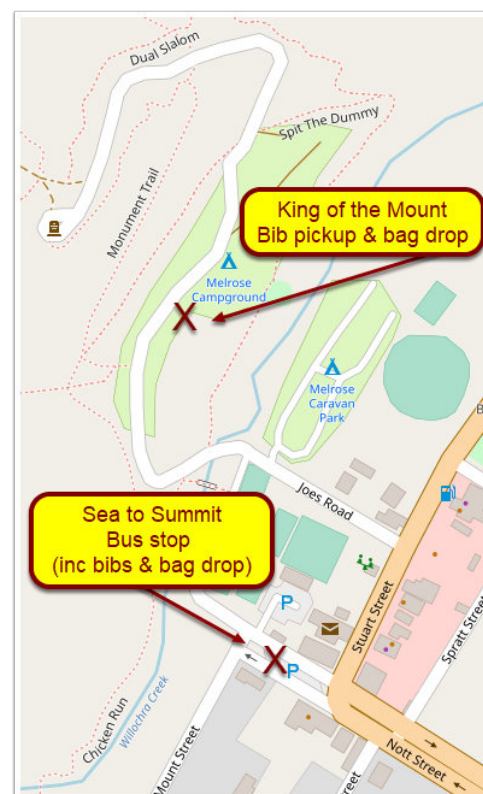 Dual Slalom
Spit The Dummy
Monument Trail
King of the Mount
Bib pickup & bag drop
Melrose
Campground
X
Melrose
Caravan
Park
B
Joes Road
Sea to Summit
Bus stop
(inc bibs & bag drop)
P
Stuart Street
Spratt Street
X
P
Chicken Run
Willochra Creek
Mount Street
Nott Street